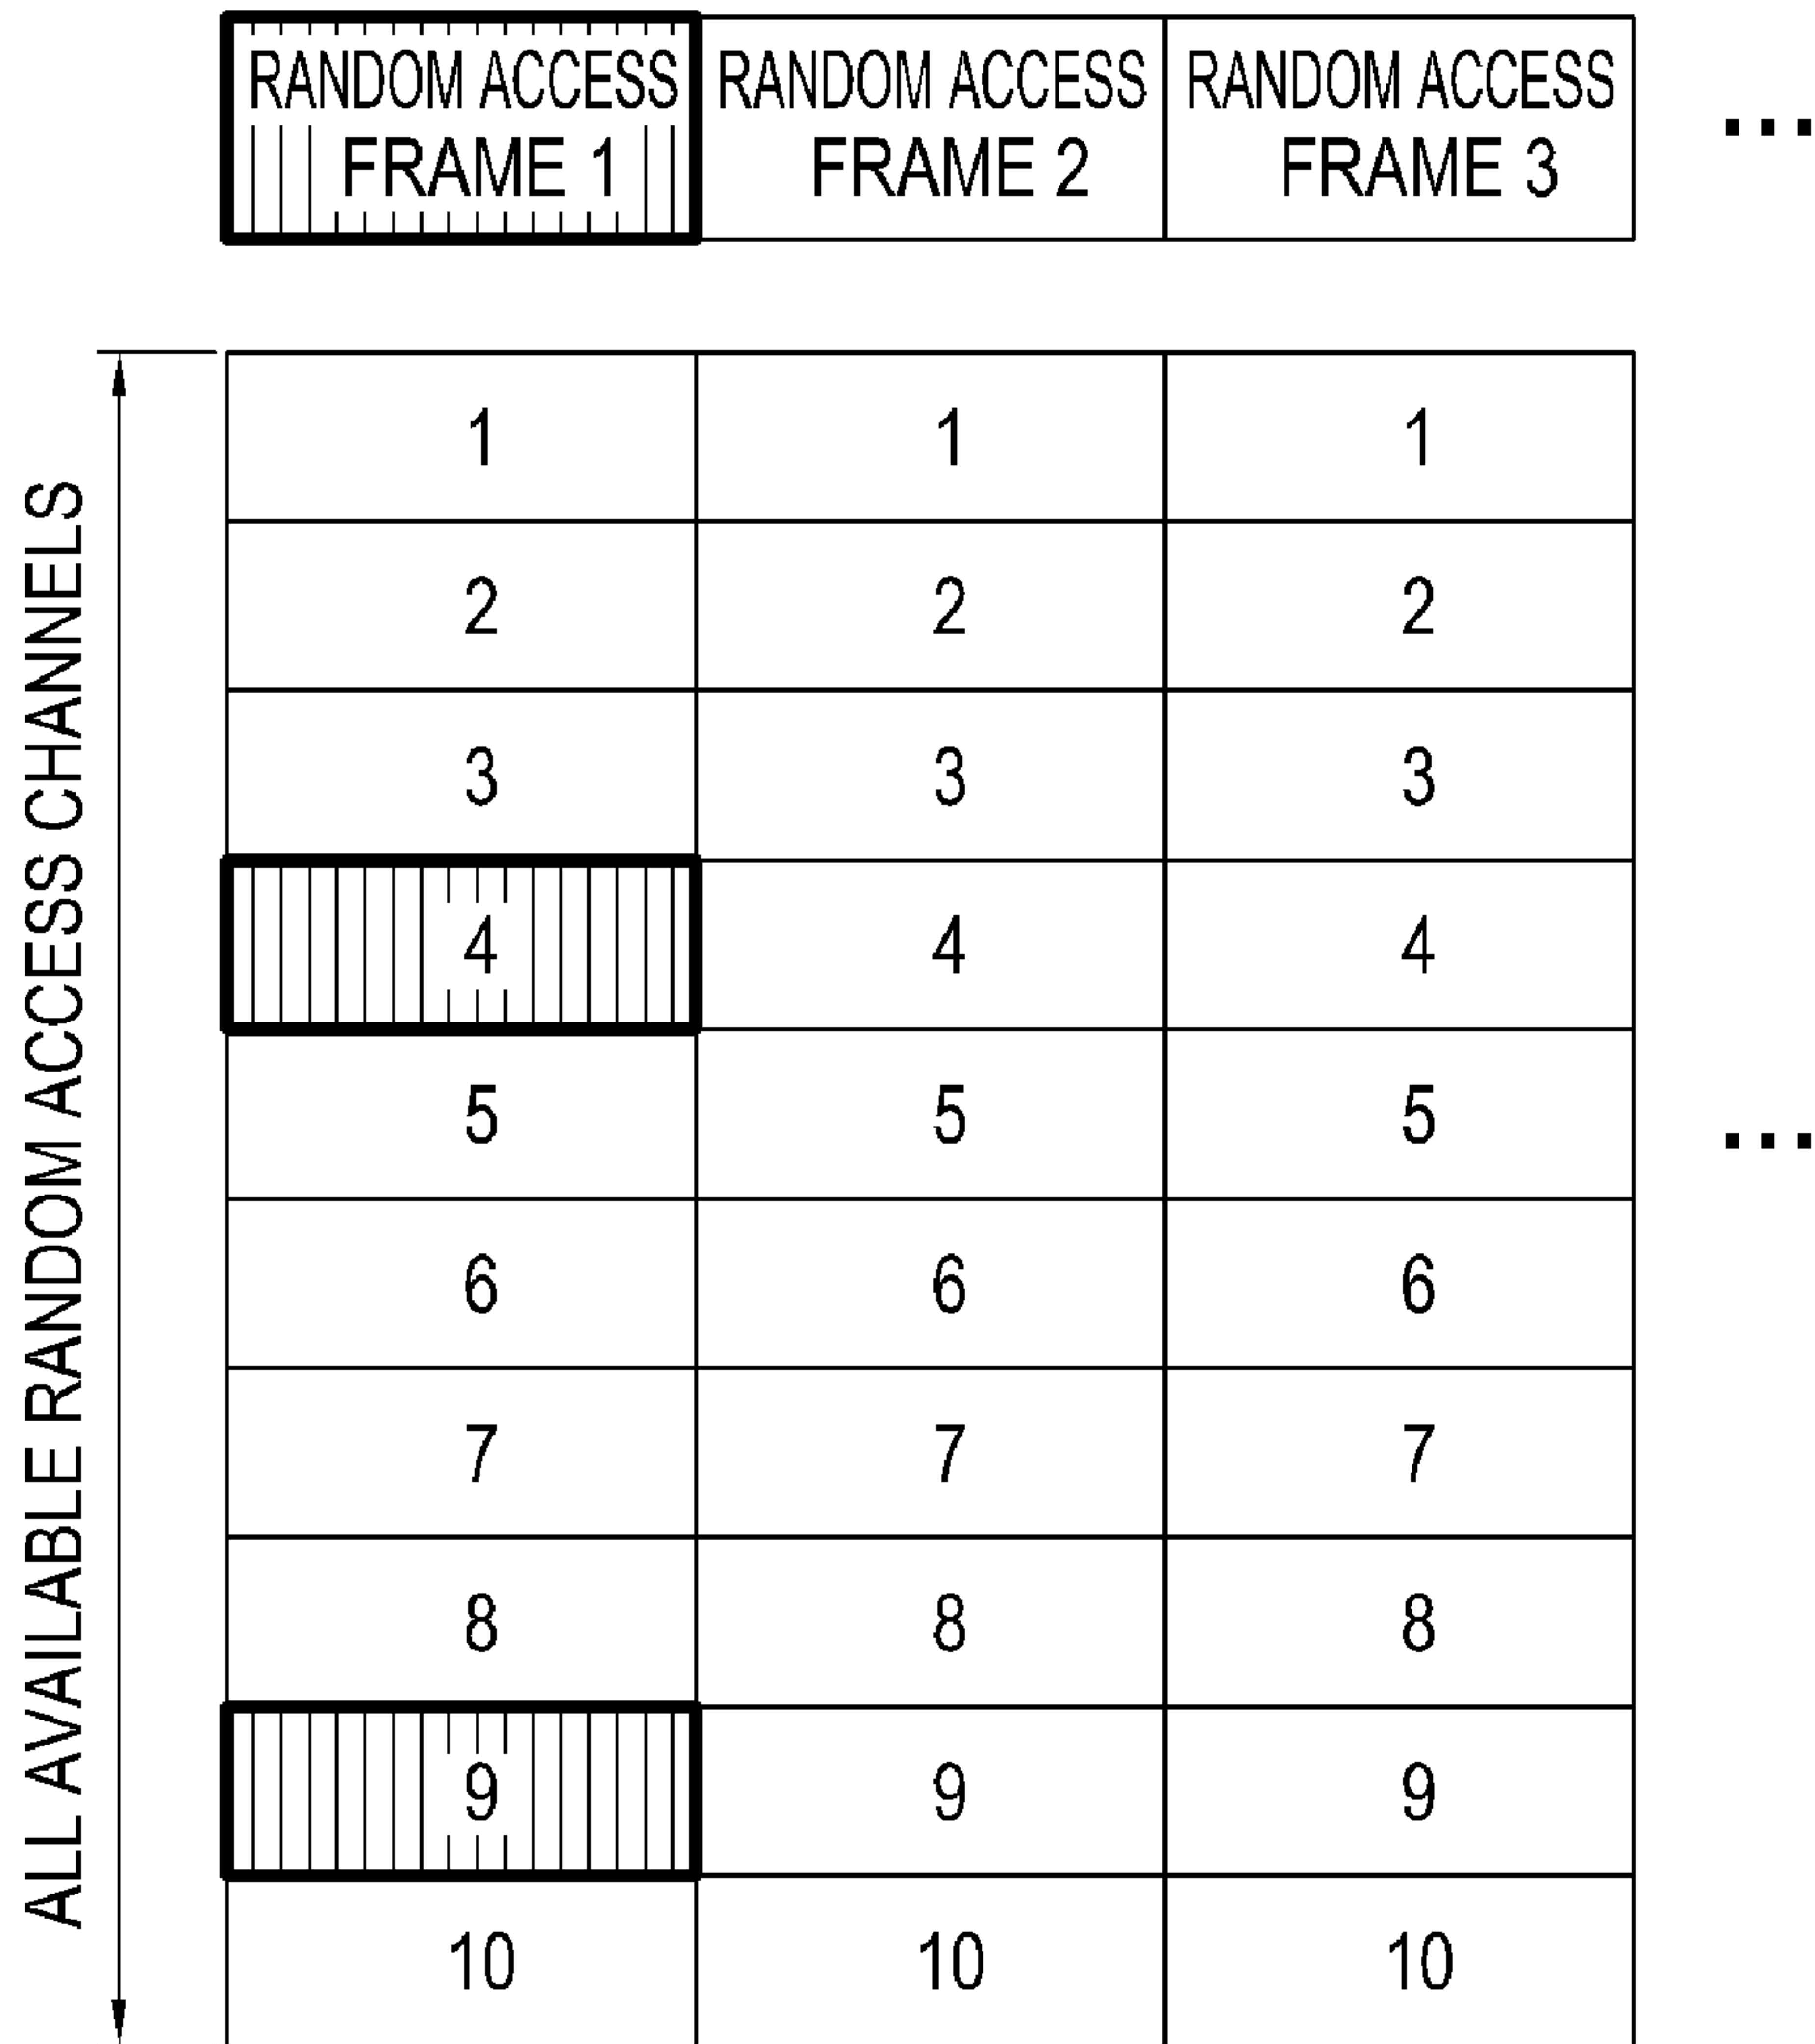 RANDOM ACCESS FRAME 1
RANDOM ACCESS FRAME 2
RANDOM ACCESS FRAME 3
...
ALL AVAILABLE RANDOM ACCESS CHANNELS
1 1 1
2 2 2
3 3 3
4 4 4
5 5 5 ...
6 6 6
7 7 7
8 8 8
9 9 9
10 10 10